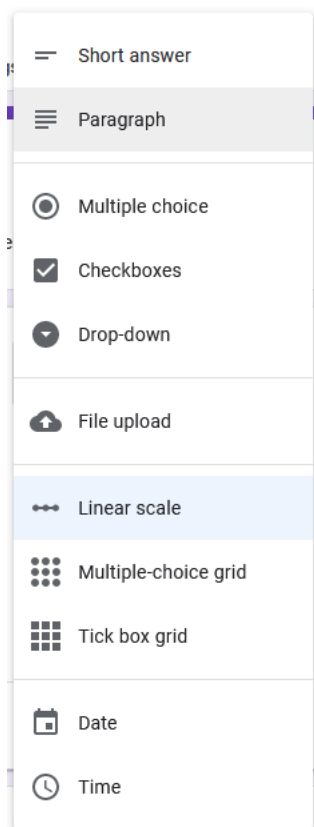 Short answer
Paragraph
Multiple choice
Checkboxes
Drop-down
File upload
Linear scale
Multiple-choice grid
Tick box grid
Date
Time